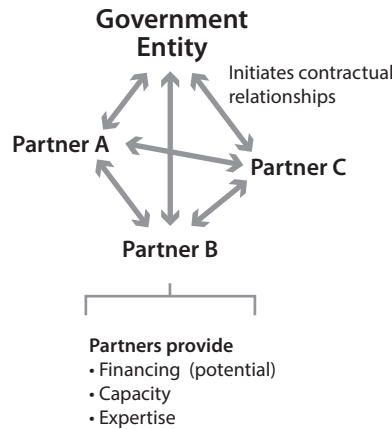 Government
Entity
Initiates contractual
relationships
Partner A
Partner C
Partner B
Partners provide
• Financing (potential)
• Capacity
• Expertise